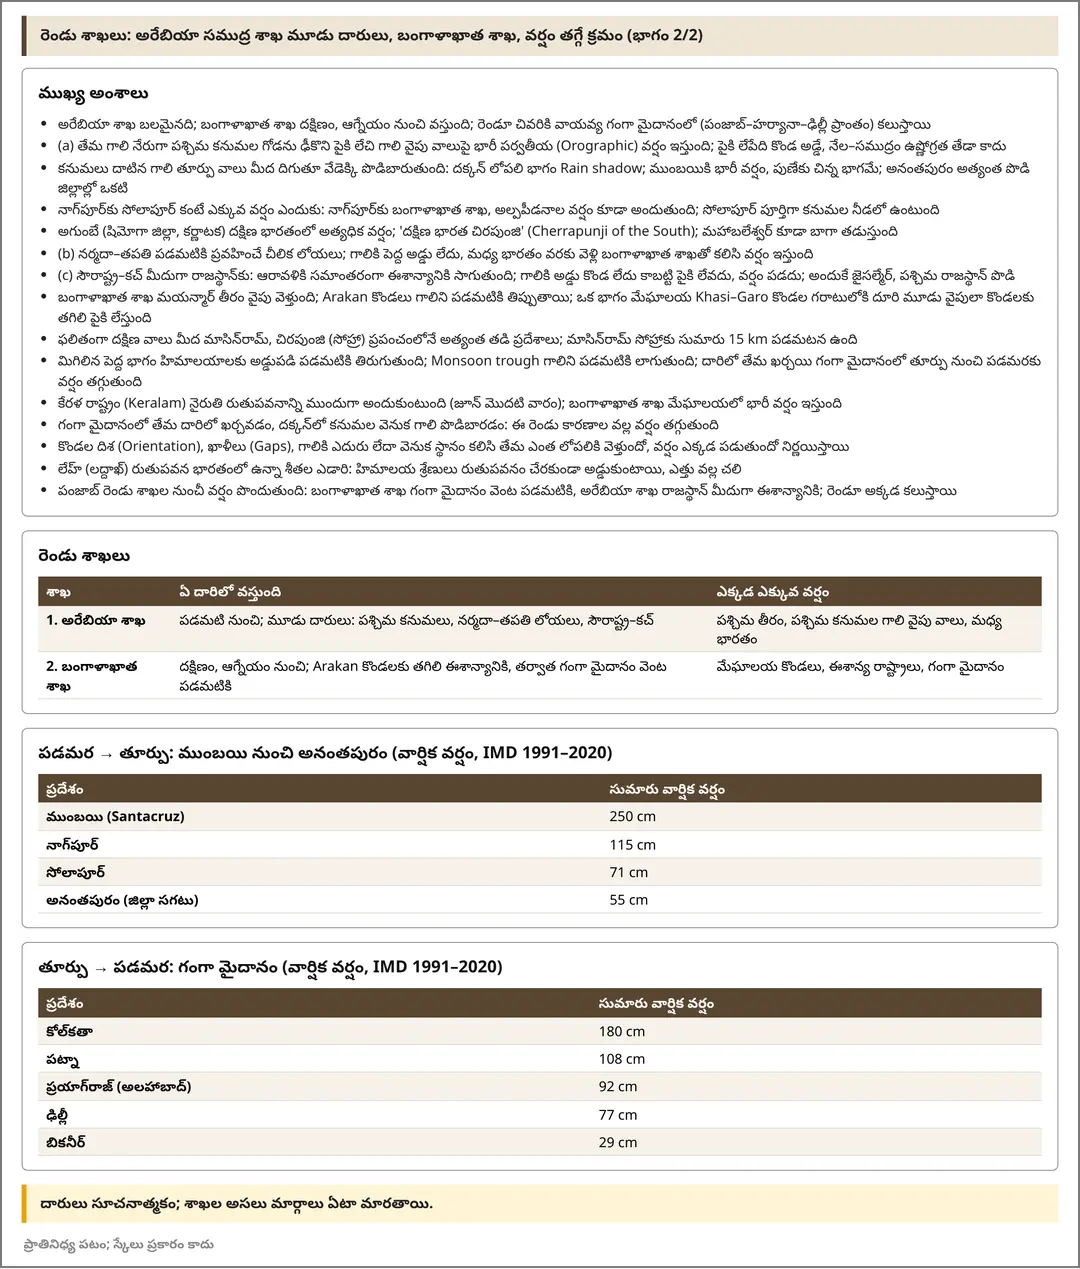 రెండు శాఖలు: అరేబియా సముద్ర శాఖ మూడు దారులు, బంగాళాఖాత శాఖ, వర్షం తగ్గే క్రమం (భాగం 2/2)
ముఖ్య అంశాలు
• అరేబియా శాఖ బలమైనది; బంగాళాఖాత శాఖ దక్షిణం, ఆగ్నేయం నుంచి వస్తుంది; రెండూ చివరికి వాయవ్య గంగా మైదానంలో (పంజాబ్–హర్యానా–ఢిల్లీ ప్రాంతం) కలుస్తాయి
• (a) తేమ గాలి నేరుగా పశ్చిమ కనుమల గోడను ఢీకొని పైకి లేచి గాలి వైపు వాలుపై భారీ పర్వతీయ (Orographic) వర్షం ఇస్తుంది; పైకి లేపేది కొండ అడ్డే, నేల–సముద్రం ఉష్ణోగ్రత తేడా కాదు
• కనుమలు దాటిన గాలి తూర్పు వాలు మీద దిగుతూ వేడెక్కి పొడిబారుతుంది: దక్కన్ లోపలి భాగం Rain shadow; ముంబయికి భారీ వర్షం, పుణేకు చిన్న భాగమే; అనంతపురం అత్యంత పొడి
జిల్లాల్లో ఒకటి
• నాగ్‌పూర్‌కు సోలాపూర్ కంటే ఎక్కువ వర్షం ఎందుకు: నాగ్‌పూర్‌కు బంగాళాఖాత శాఖ, అల్పపీడనాల వర్షం కూడా అందుతుంది; సోలాపూర్ పూర్తిగా కనుమల నీడలో ఉంటుంది
• అగుంబే (షిమోగా జిల్లా, కర్ణాటక) దక్షిణ భారతంలో అత్యధిక వర్షం; 'దక్షిణ భారత చిరపుంజి' (Cherrapunji of the South); మహాబలేశ్వర్ కూడా బాగా తడుస్తుంది
• (b) నర్మదా–తపతి పడమటికి ప్రవహించే చీలిక లోయలు; గాలికి పెద్ద అడ్డు లేదు, మధ్య భారతం వరకు వెళ్లి బంగాళాఖాత శాఖతో కలిసి వర్షం ఇస్తుంది
• (c) సౌరాష్ట్ర–కచ్ మీదుగా రాజస్థాన్‌కు: ఆరావళికి సమాంతరంగా ఈశాన్యానికి సాగుతుంది; గాలికి అడ్డు కొండ లేదు కాబట్టి పైకి లేవదు, వర్షం పడదు; అందుకే జైసల్మేర్, పశ్చిమ రాజస్థాన్ పొడి
• బంగాళాఖాత శాఖ మయన్మార్ తీరం వైపు వెళ్తుంది; Arakan కొండలు గాలిని పడమటికి తిప్పుతాయి; ఒక భాగం మేఘాలయ Khasi–Garo కొండల గరాటులోకి దూరి మూడు వైపులా కొండలకు
తగిలి పైకి లేస్తుంది
• ఫలితంగా దక్షిణ వాలు మీద మాసిన్‌రామ్, చిరపుంజి (సోహ్రా) ప్రపంచంలోనే అత్యంత తడి ప్రదేశాలు; మాసిన్‌రామ్ సోహ్రాకు సుమారు 15 km పడమటన ఉంది
• మిగిలిన పెద్ద భాగం హిమాలయాలకు అడ్డుపడి పడమటికి తిరుగుతుంది; Monsoon trough గాలిని పడమటికి లాగుతుంది; దారిలో తేమ ఖర్చయి గంగా మైదానంలో తూర్పు నుంచి పడమరకు
వర్షం తగ్గుతుంది
• కేరళ రాష్ట్రం (Keralam) నైరుతి రుతుపవనాన్ని ముందుగా అందుకుంటుంది (జూన్ మొదటి వారం); బంగాళాఖాత శాఖ మేఘాలయలో భారీ వర్షం ఇస్తుంది
• గంగా మైదానంలో తేమ దారిలో ఖర్చవడం, దక్కన్‌లో కనుమల వెనుక గాలి పొడిబారడం: ఈ రెండు కారణాల వల్ల వర్షం తగ్గుతుంది
• కొండల దిశ (Orientation), ఖాళీలు (Gaps), గాలికి ఎదురు లేదా వెనుక స్థానం కలిసి తేమ ఎంత లోపలికి వెళ్తుందో, వర్షం ఎక్కడ పడుతుందో నిర్ణయిస్తాయి
• లేహ్ (లద్దాఖ్) రుతుపవన భారతంలో ఉన్నా శీతల ఎడారి: హిమాలయ శ్రేణులు రుతుపవనం చేరకుండా అడ్డుకుంటాయి, ఎత్తు వల్ల చలి
• పంజాబ్ రెండు శాఖల నుంచీ వర్షం పొందుతుంది: బంగాళాఖాత శాఖ గంగా మైదానం వెంట పడమటికి, అరేబియా శాఖ రాజస్థాన్ మీదుగా ఈశాన్యానికి; రెండూ అక్కడ కలుస్తాయి
రెండు శాఖలు
శాఖ ఏ దారిలో వస్తుంది ఎక్కడ ఎక్కువ వర్షం
1. అరేబియా శాఖ పడమటి నుంచి; మూడు దారులు: పశ్చిమ కనుమలు, నర్మదా–తపతి లోయలు, సౌరాష్ట్ర–కచ్ పశ్చిమ తీరం, పశ్చిమ కనుమల గాలి వైపు వాలు, మధ్య
భారతం
2. బంగాళాఖాత దక్షిణం, ఆగ్నేయం నుంచి; Arakan కొండలకు తగిలి ఈశాన్యానికి, తర్వాత గంగా మైదానం వెంట మేఘాలయ కొండలు, ఈశాన్య రాష్ట్రాలు, గంగా మైదానం
శాఖ పడమటికి
పడమర → తూర్పు: ముంబయి నుంచి అనంతపురం (వార్షిక వర్షం, IMD 1991–2020)
ప్రదేశం సుమారు వార్షిక వర్షం
ముంబయి (Santacruz) 250 cm
నాగ్‌పూర్ 115 cm
సోలాపూర్ 71 cm
అనంతపురం (జిల్లా సగటు) 55 cm
తూర్పు → పడమర: గంగా మైదానం (వార్షిక వర్షం, IMD 1991–2020)
ప్రదేశం సుమారు వార్షిక వర్షం
కోల్‌కతా 180 cm
పట్నా 108 cm
ప్రయాగ్‌రాజ్ (అలహాబాద్) 92 cm
ఢిల్లీ 77 cm
బికనీర్ 29 cm
దారులు సూచనాత్మకం; శాఖల అసలు మార్గాలు ఏటా మారతాయి.
ప్రాతినిధ్య పటం; స్కేలు ప్రకారం కాదు